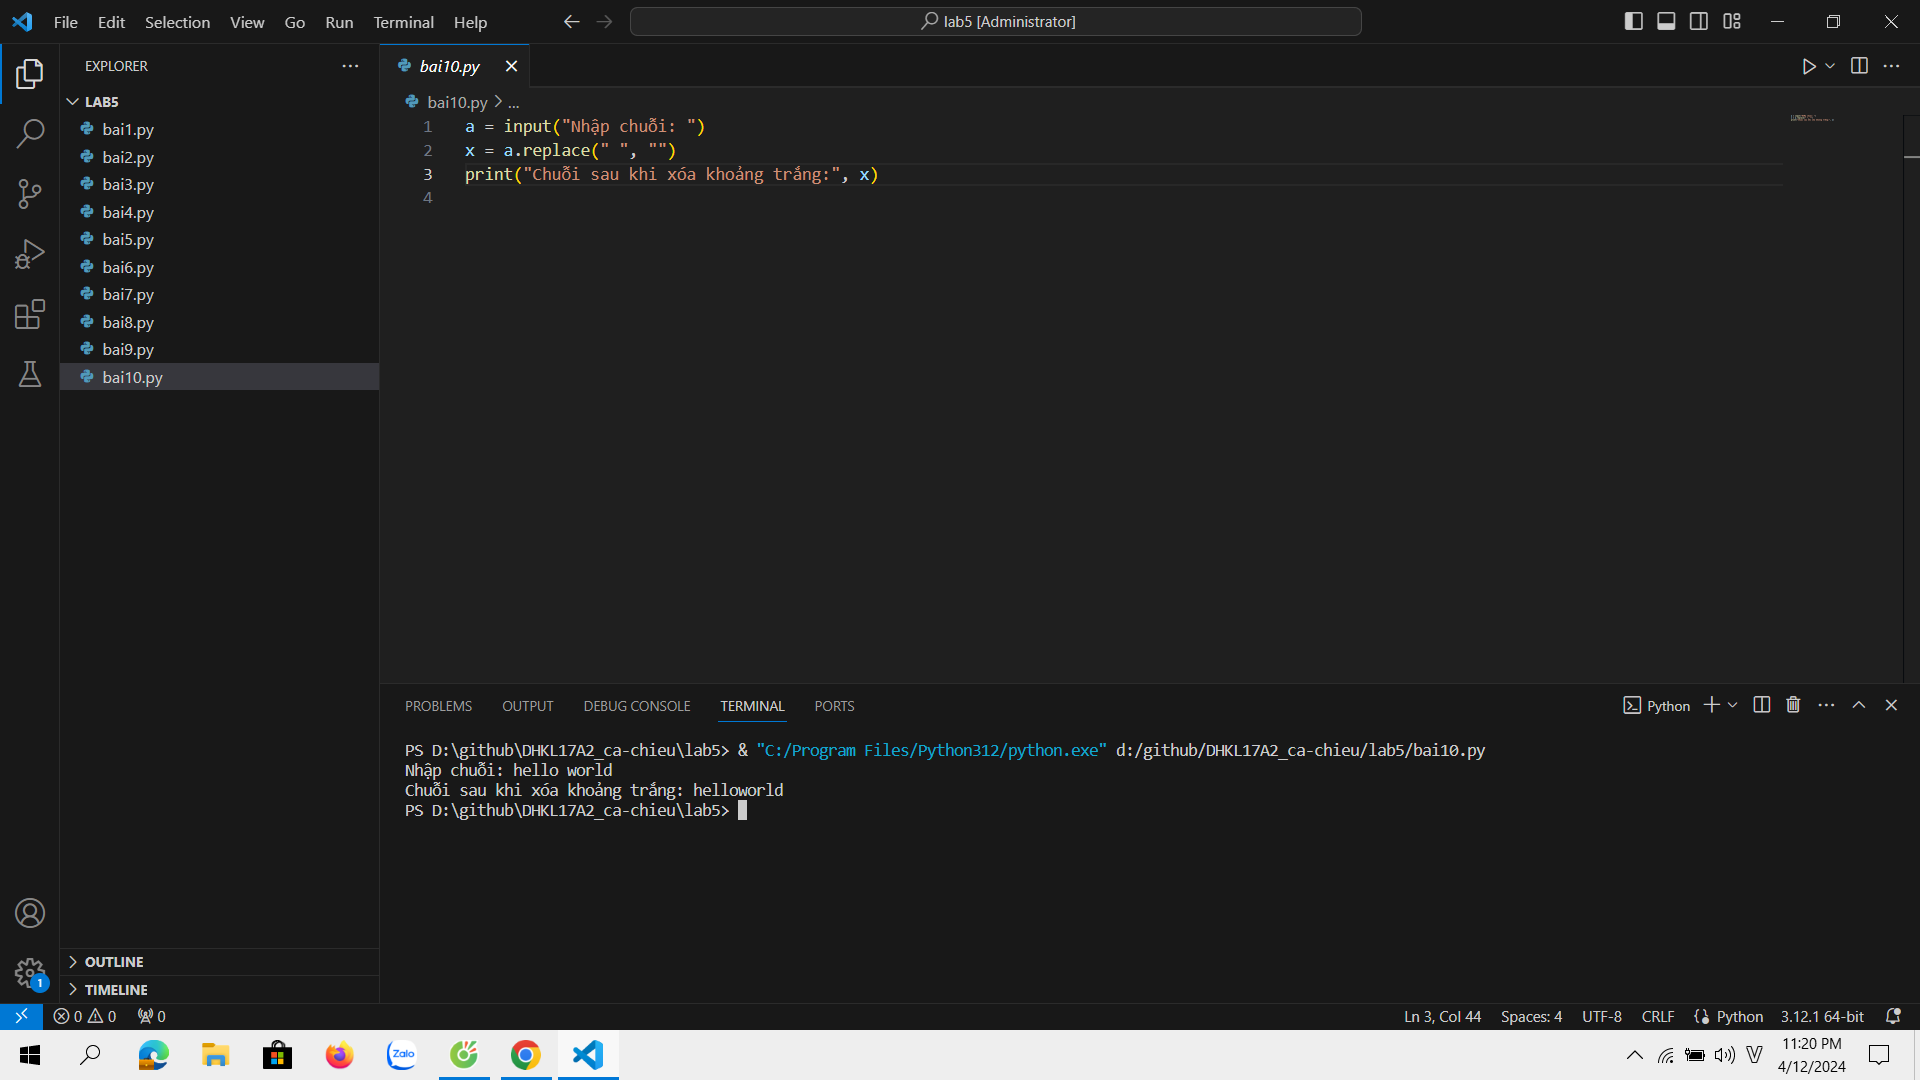 File Edit Selection View Go Run Terminal Help
lab5 [Administrator]
EXPLORER
LAB5
bai1.py
bai2.py
bai3.py
bai4.py
bai5.py
bai6.py
bai7.py
bai8.py
bai9.py
bai10.py
OUTLINE
TIMELINE
bai10.py
bai10.py > ...
1 a = input("Nhập chuỗi: ")
2 x = a.replace(" ", "")
3 print("Chuỗi sau khi xóa khoảng trắng:", x)
4
PROBLEMS OUTPUT DEBUG CONSOLE TERMINAL PORTS
Python
PS D:\github\DHKL17A2_ca-chieu\lab5> & "C:/Program Files/Python312/python.exe" d:/github/DHKL17A2_ca-chieu/lab5/bai10.py
Nhập chuỗi: hello world
Chuỗi sau khi xóa khoảng trắng: helloworld
PS D:\github\DHKL17A2_ca-chieu\lab5>
1
0 0 0
Ln 3, Col 44 Spaces: 4 UTF-8 CRLF Python 3.12.1 64-bit
Zalo
V
11:20 PM
4/12/2024